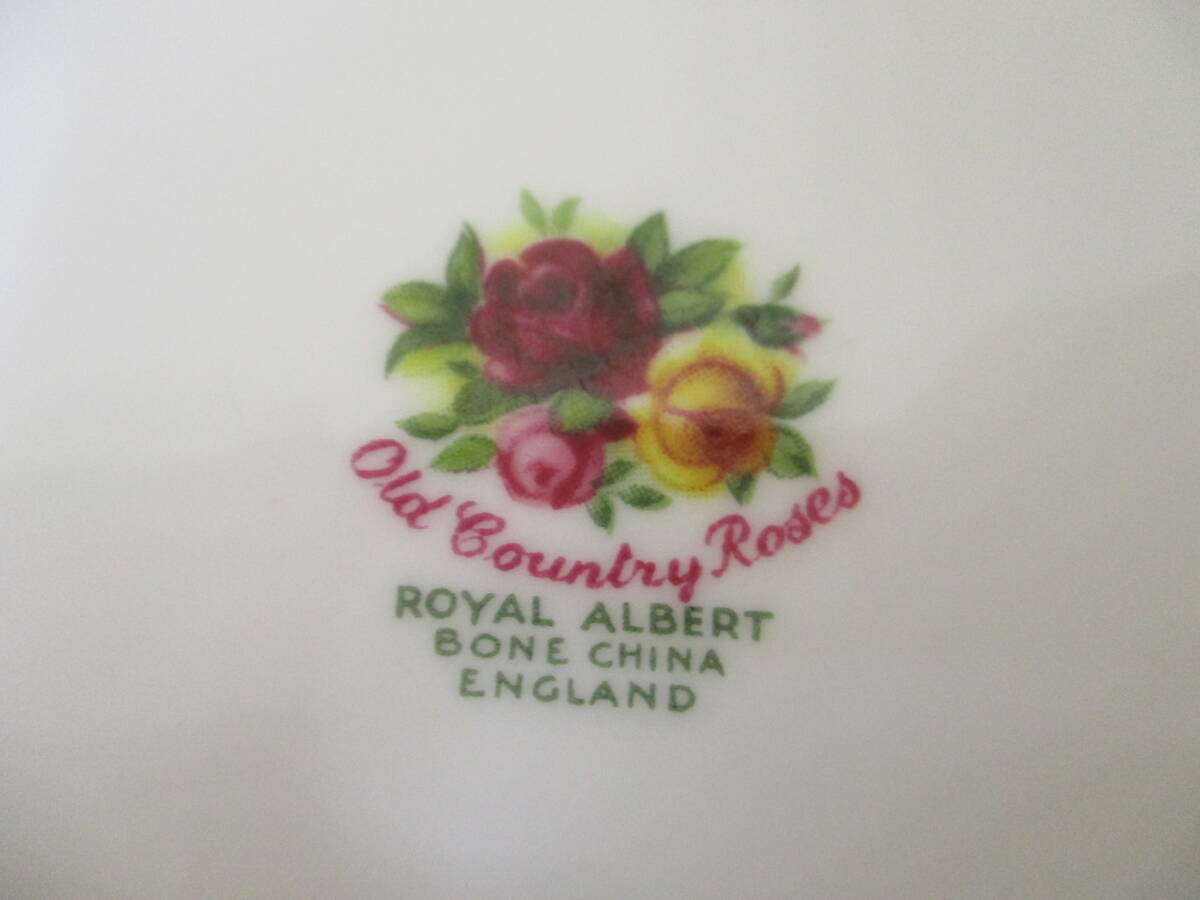 Old Country Roses
ROYAL ALBERT
BONE CHINA
ENGLAND